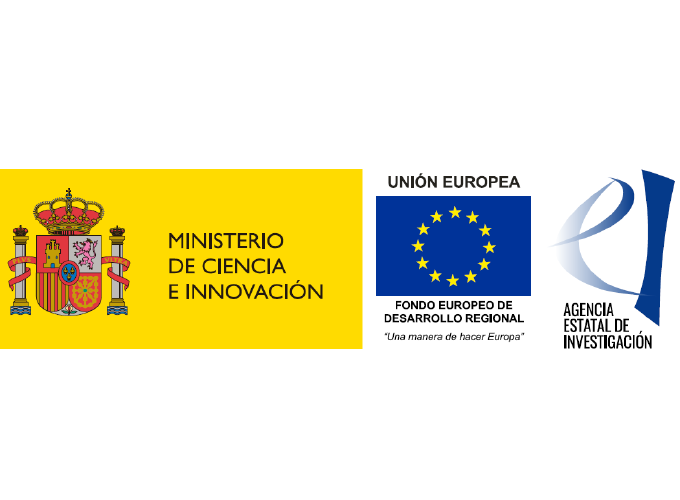 MINISTERIO
DE CIENCIA
E INNOVACIÓN
UNIÓN EUROPEA
FONDO EUROPEO DE
DESARROLLO REGIONAL
"Una manera de hacer Europa"
AGENCIA
ESTATAL DE
INVESTIGACIÓN